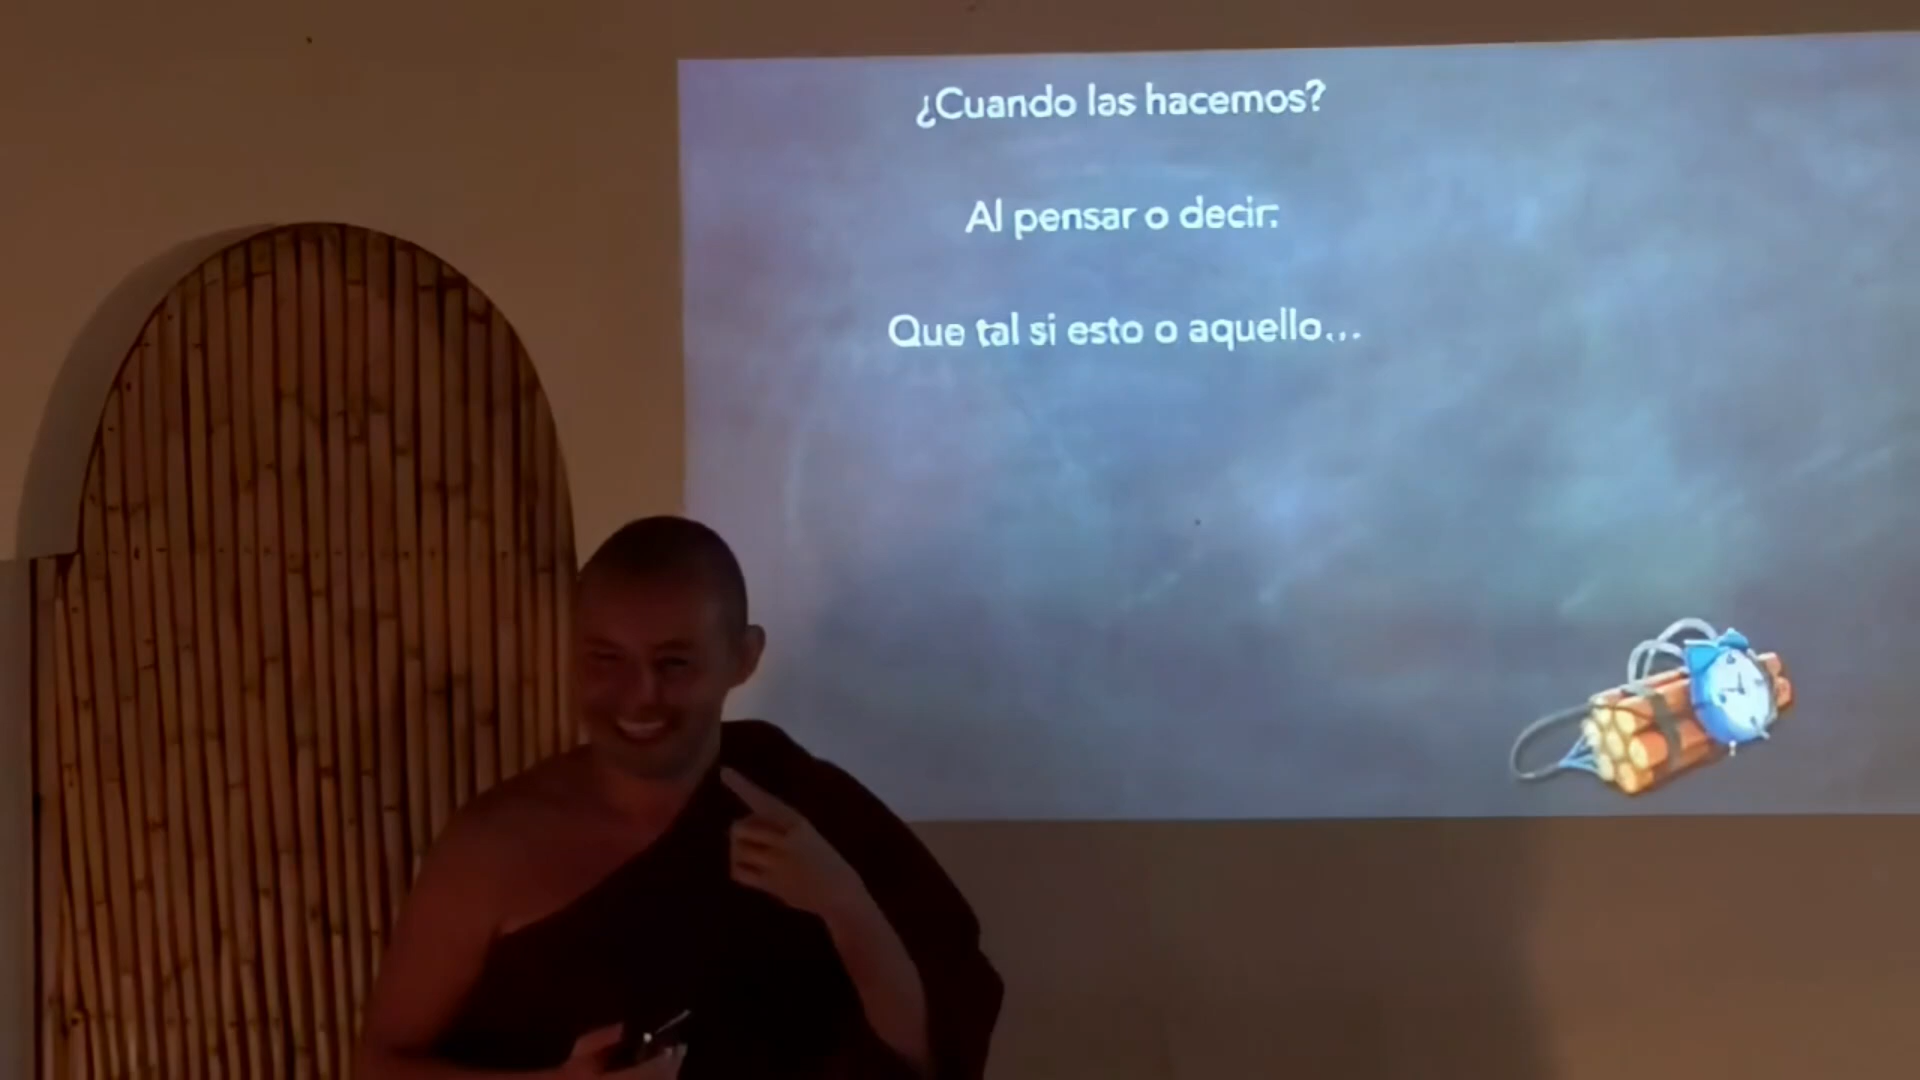 ¿Cuando las hacemos?
Al pensar o decir:
Que tal si esto o aquello...